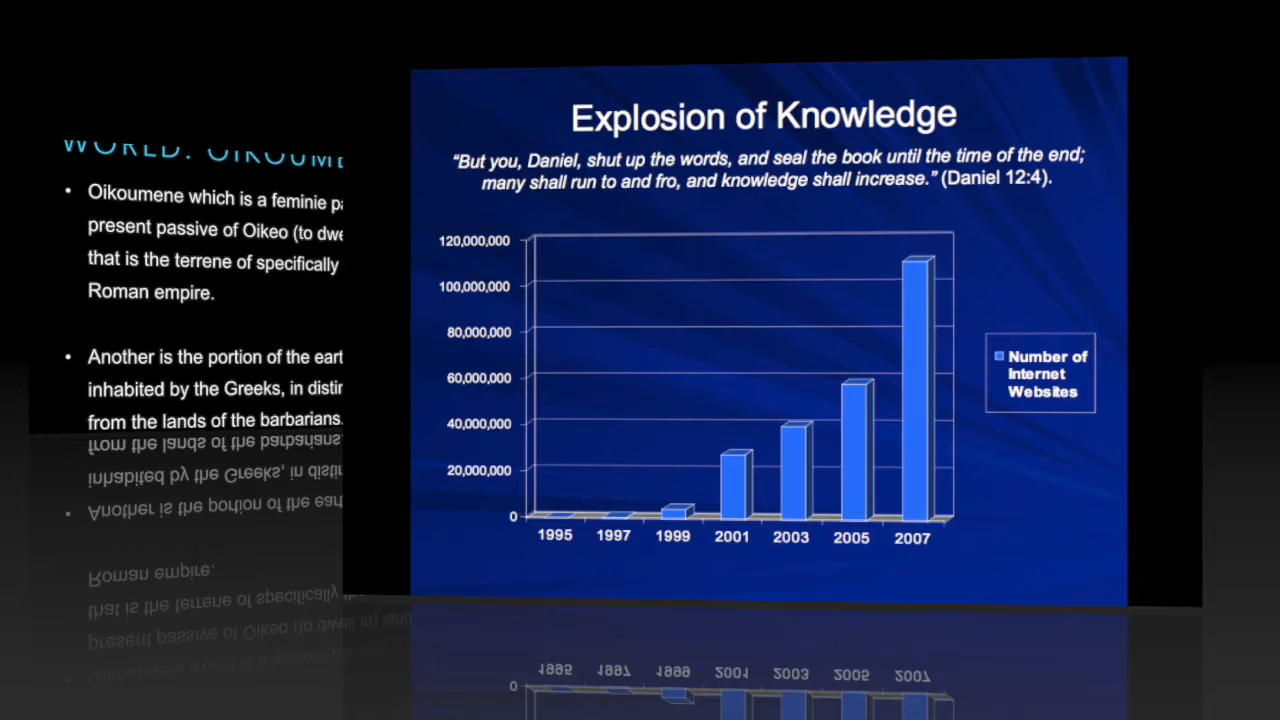 WORLD: OIKOUME
• Oikoumene which is a feminie
present passive of Oikeo (to
that is the terrene of specifically
Roman empire.
• Another is the portion of the
inhabited by the Greeks, in
from the lands of the barbarians.
Explosion of Knowledge
“But you, Daniel, shut up the words, and seal the book until the time of the end;
many shall run to and fro, and knowledge shall increase.” (Daniel 12:4).
120,000,000
100,000,000
80,000,000
60,000,000
40,000,000
20,000,000
0
1995 1997 1999 2001 2003 2005 2007
Number of
Internet
Websites